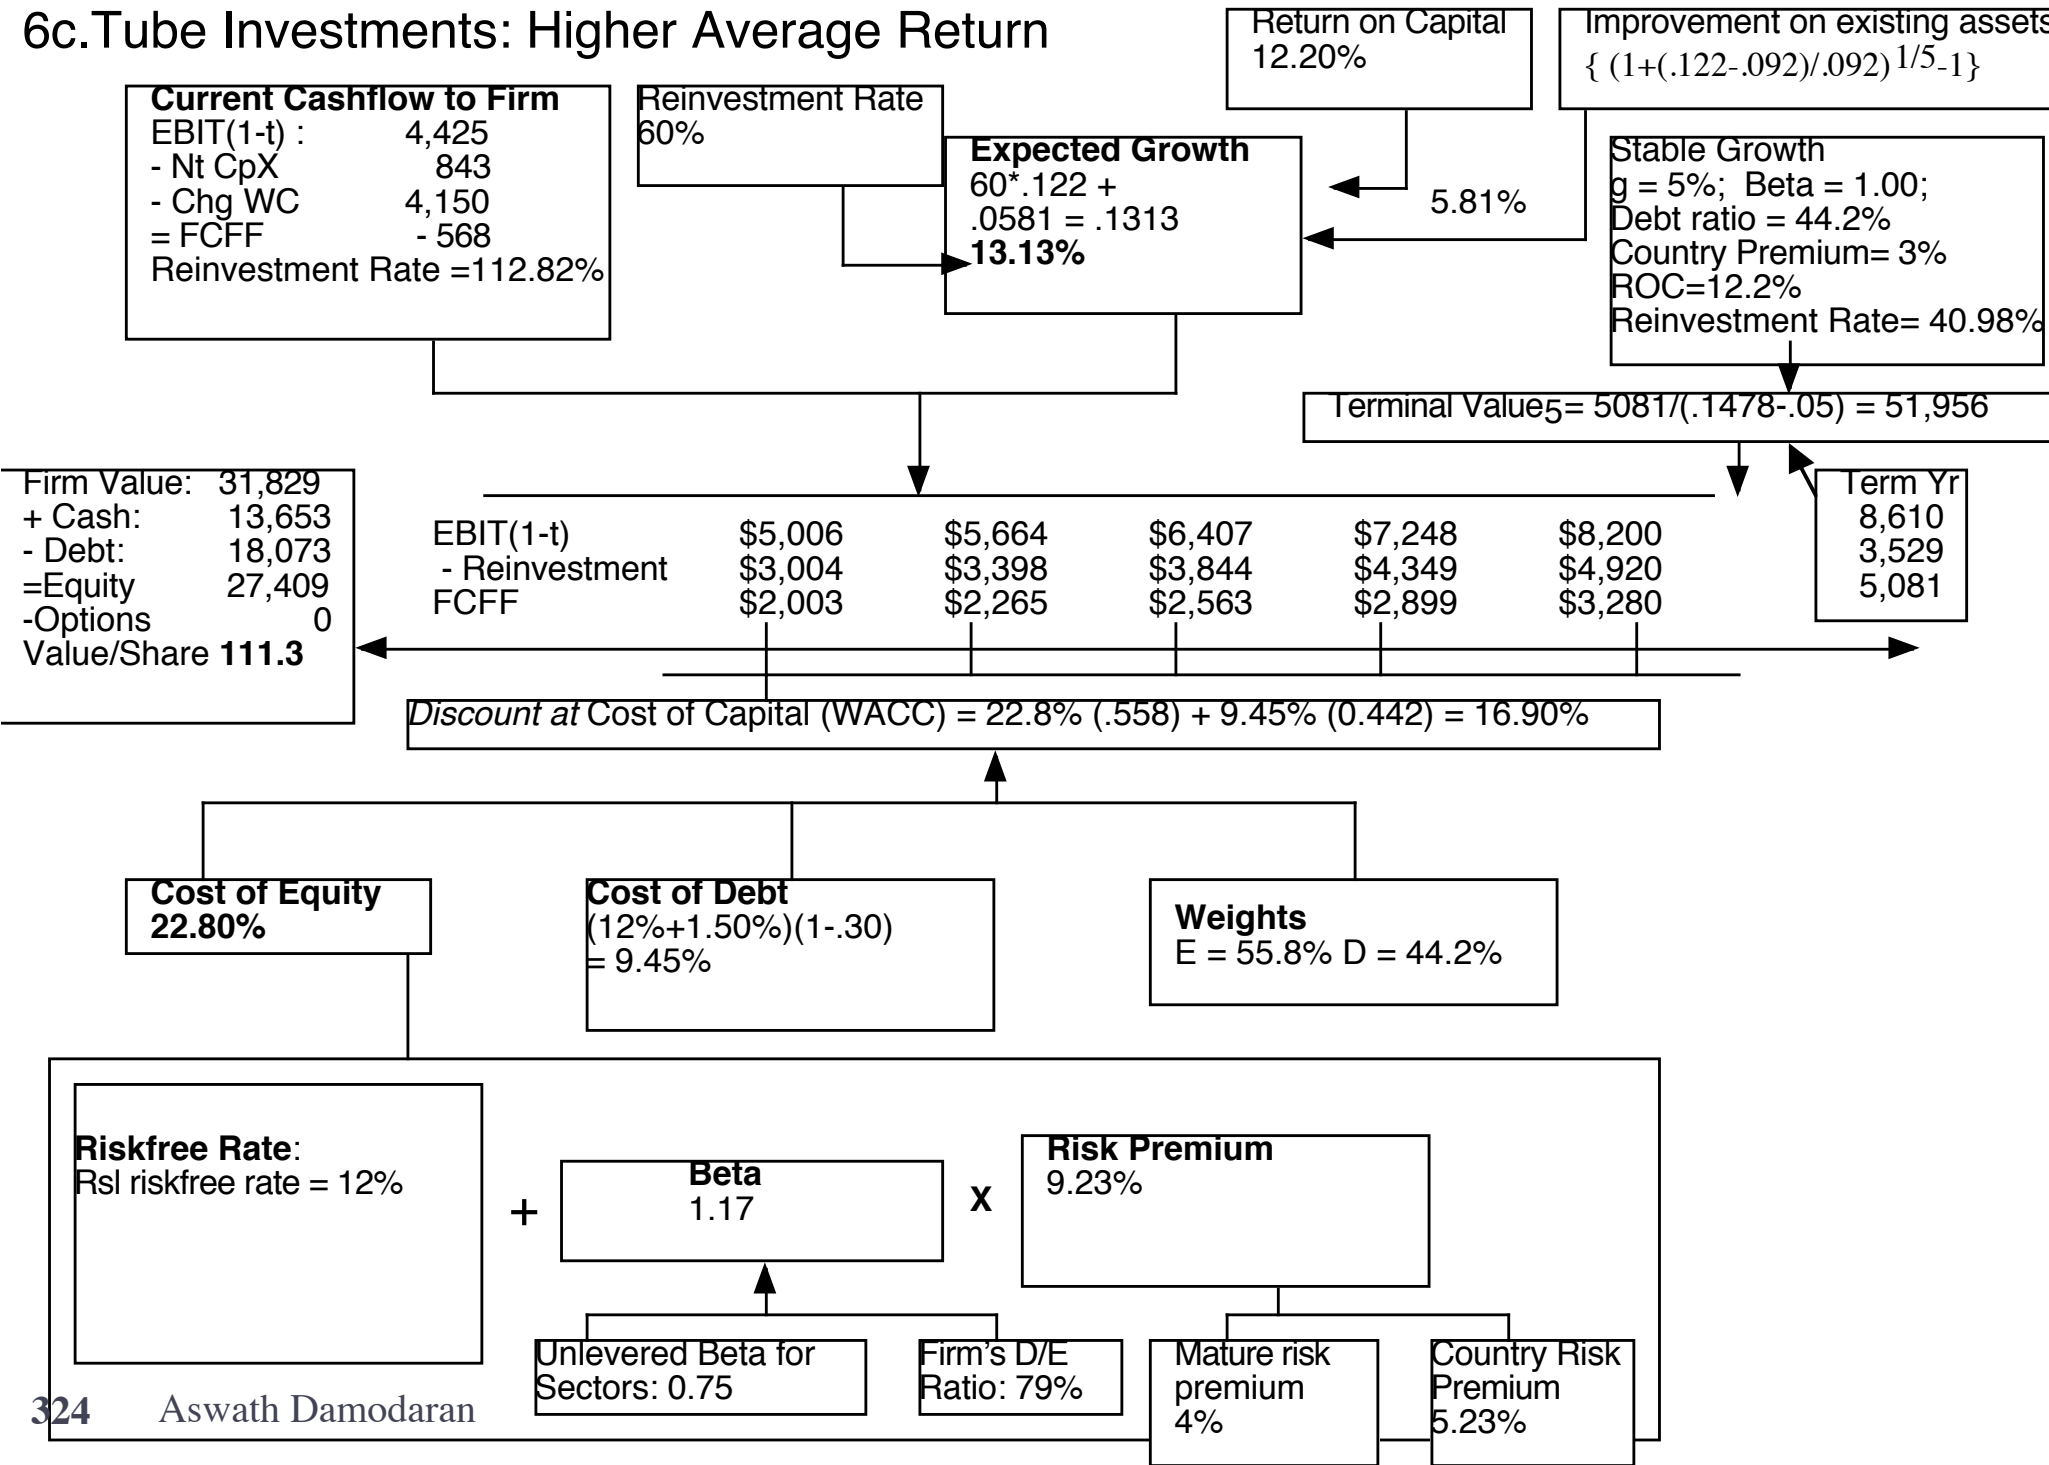 6c.Tube Investments: Higher Average Return
Return on Capital
12.20%
Improvement on existing assets
{ (1+(.122-.092)/.092)1/5-1}
Current Cashflow to Firm
EBIT(1-t) : 4,425
- Nt CpX 843
- Chg WC 4,150
= FCFF - 568
Reinvestment Rate =112.82%
Reinvestment Rate
60%
Expected Growth
60*.122 +
.0581 = .1313
13.13%
5.81%
Stable Growth
g = 5%; Beta = 1.00;
Debt ratio = 44.2%
Country Premium= 3%
ROC=12.2%
Reinvestment Rate= 40.98%
Terminal Value5= 5081/(.1478-.05) = 51,956
Firm Value: 31,829
+ Cash: 13,653
- Debt: 18,073
=Equity 27,409
-Options 0
Value/Share 111.3
EBIT(1-t) $5,006 $5,664 $6,407 $7,248 $8,200
- Reinvestment $3,004 $3,398 $3,844 $4,349 $4,920
FCFF $2,003 $2,265 $2,563 $2,899 $3,280
Term Yr
8,610
3,529
5,081
Discount at Cost of Capital (WACC) = 22.8% (.558) + 9.45% (0.442) = 16.90%
Cost of Equity
22.80%
Cost of Debt
(12%+1.50%)(1-.30)
= 9.45%
Weights
E = 55.8% D = 44.2%
Riskfree Rate:
Rsl riskfree rate = 12%
+
Beta
1.17
X
Risk Premium
9.23%
Unlevered Beta for
Sectors: 0.75
Firm's D/E
Ratio: 79%
Mature risk
premium
4%
Country Risk
Premium
5.23%
324 Aswath Damodaran